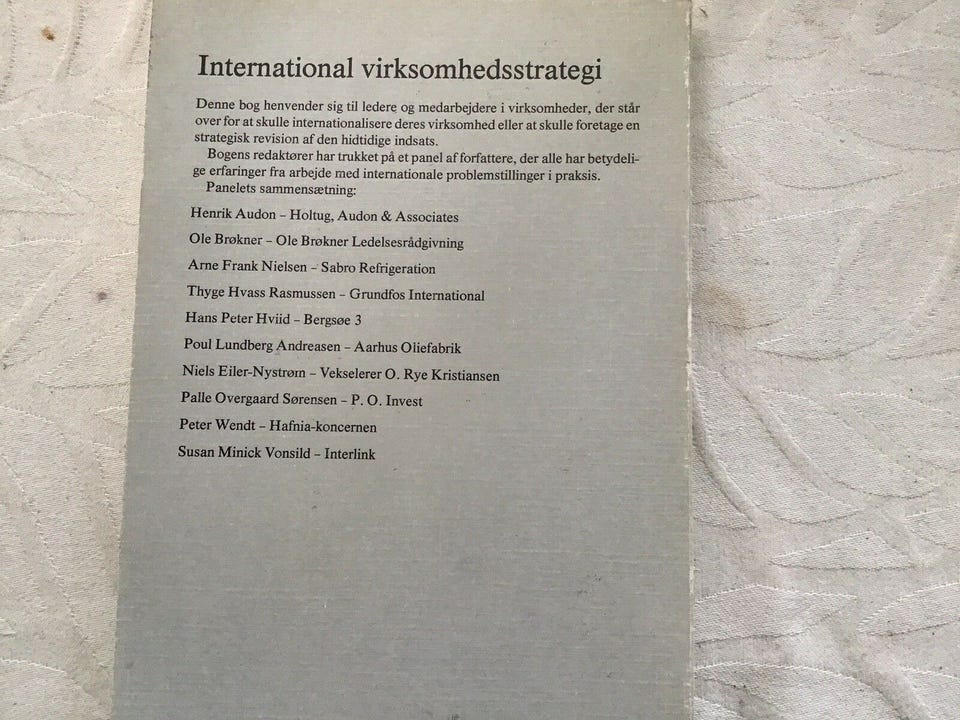 International virksomhedsstrategi
Denne bog henvender sig til ledere og medarbejdere i virksomheder, der står
over for at skulle internationalisere deres virksomhed eller at skulle foretage en
strategisk revision af den hidtidige indsats.
Bogens redaktører har trukket på et panel af forfattere, der alle har betydeli-
ge erfaringer fra arbejde med internationale problemstillinger i praksis.
Panelets sammensætning:
Henrik Audon – Holtug, Audon & Associates
Ole Brøkner – Ole Brøkner Ledelsesrådgivning
Arne Frank Nielsen – Sabro Refrigeration
Thyge Hvass Rasmussen – Grundfos International
Hans Peter Hviid – Bergsøe 3
Poul Lundberg Andreasen – Aarhus Oliefabrik
Niels Eiler-Nystrøm – Vekselerer O. Rye Kristiansen
Palle Overgaard Sørensen – P. O. Invest
Peter Wendt – Hafnia-koncernen
Susan Minick Vonsild – Interlink